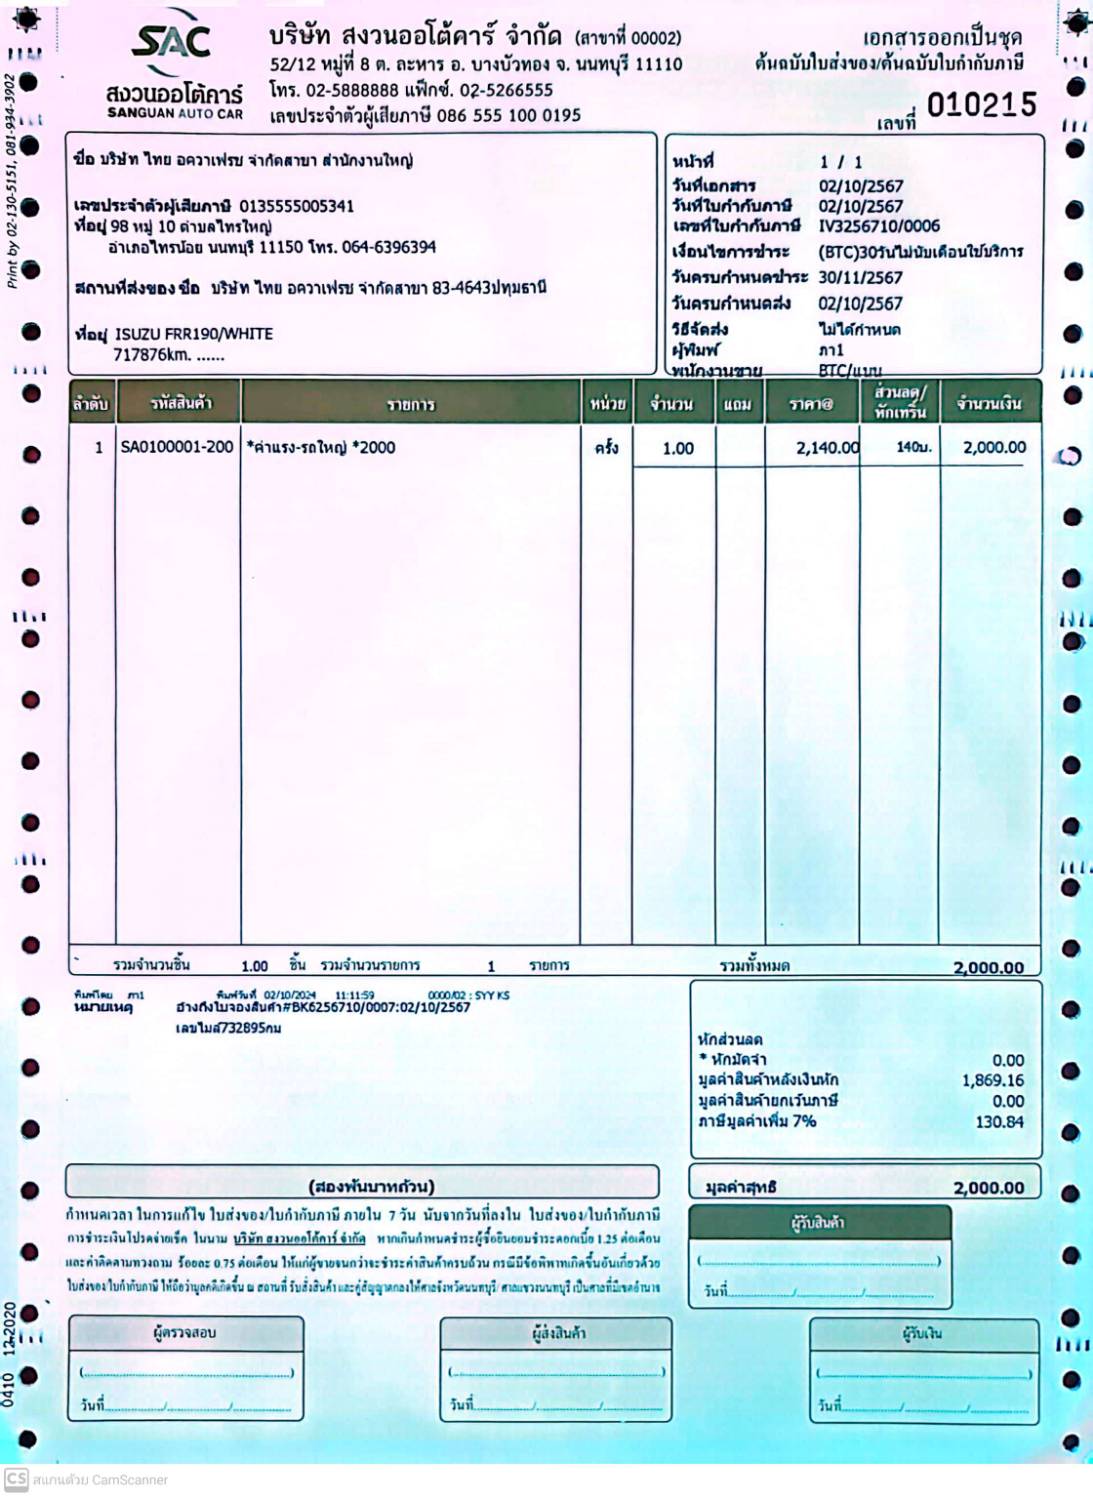 SAC
สงวนออโต้คาร์
SANGUAN AUTO CAR
บริษัท สงวนออโต้คาร์ จำกัด (สาขาที่ 00002)
52/12 หมู่ที่ 8 ต. ละหาร อ. บางบัวทอง จ. นนทบุรี 11110
โทร. 02-5888888 แฟ็กซ์. 02-5266555
เลขประจำตัวผู้เสียภาษี 086 555 100 0195
เอกสารออกเป็นชุด
ต้นฉบับใบส่งของ/ต้นฉบับใบกำกับภาษี
เลขที่ 010215
Print by 02-130-5151, 081-934-3902
ชื่อ บริษัท ไทย อควาเฟรช จำกัดสาขา สำนักงานใหญ่
เลขประจำตัวผู้เสียภาษี 0135555005341
ที่อยู่ 98 หมู่ 10 ตำบลไทรใหญ่
อำเภอไทรน้อย นนทบุรี 11150 โทร. 064-6396394
สถานที่ส่งของ ชื่อ บริษัท ไทย อควาเฟรช จำกัดสาขา 83-4643ปทุมธานี
ที่อยู่ ISUZU FRR190/WHITE
717876km. ......
หน้าที่ 1 / 1
วันที่เอกสาร 02/10/2567
วันที่ใบกำกับภาษี 02/10/2567
เลขที่ใบกำกับภาษี IV3256710/0006
เงื่อนไขการชำระ (BTC)30วันไม่นับเดือนใช้บริการ
วันครบกำหนดชำระ 30/11/2567
วันครบกำหนดส่ง 02/10/2567
วิธีจัดส่ง ไม่ได้กำหนด
ผู้พิมพ์ ภา1
พนักงานขาย BTC/แบน
ลำดับ รหัสสินค้า รายการ หน่วย จำนวน แถม ราคา@ ส่วนลด/หักเทริ์น จำนวนเงิน
1 SA0100001-200 *ค่าแรง-รถใหญ่ *2000 ครั้ง 1.00 2,140.00 140บ. 2,000.00
รวมจำนวนชิ้น 1.00 ชิ้น รวมจำนวนรายการ 1 รายการ รวมทั้งหมด 2,000.00
พิมพ์โดย ภา1 พิมพ์วันที่ 02/10/2024 11:11:59 0000/02 : SYY KS
หมายเหตุ อ้างถึงใบจองสินค้า#BK6256710/0007:02/10/2567
เลขไมล์732895กม
หักส่วนลด
* หักมัดจำ 0.00
มูลค่าสินค้าหลังเงินหัก 1,869.16
มูลค่าสินค้ายกเว้นภาษี 0.00
ภาษีมูลค่าเพิ่ม 7% 130.84
(สองพันบาทถ้วน)
มูลค่าสุทธิ 2,000.00
กำหนดเวลา ในการแก้ไข ใบส่งของ/ใบกำกับภาษี ภายใน 7 วัน นับจากวันที่ลงใน ใบส่งของ/ใบกำกับภาษี
การชำระเงินโปรดจ่ายเช็ค ในนาม บริษัท สงวนออโต้คาร์ จำกัด หากเกินกำหนดชำระผู้ซื้อยินยอมชำระดอกเบี้ย 1.25 ต่อเดือน
และค่าติดตามทวงถาม ร้อยละ 0.75 ต่อเดือน ให้แก่ผู้ขายจนกว่าจะชำระค่าสินค้าครบถ้วน กรณีมีข้อพิพาทเกิดขึ้นอันเกี่ยวด้วย
ใบส่งของ/ใบกำกับภาษี ให้ถือว่ามูลคดีเกิดขึ้น ณ สถานที่ รับสั่งสินค้า และคู่สัญญาตกลงให้ศาลจังหวัดนนทบุรี/ ศาลแขวงนนทบุรี เป็นศาลที่มีเขตอำนาจ
ผู้รับสินค้า
(........................)
วันที่............/............/............
ผู้ตรวจสอบ
(........................)
วันที่............/............/............
ผู้ส่งสินค้า
(........................)
วันที่............/............/............
ผู้รับเงิน
(........................)
วันที่............/............/............
0410 12-2020
CS สแกนด้วย CamScanner